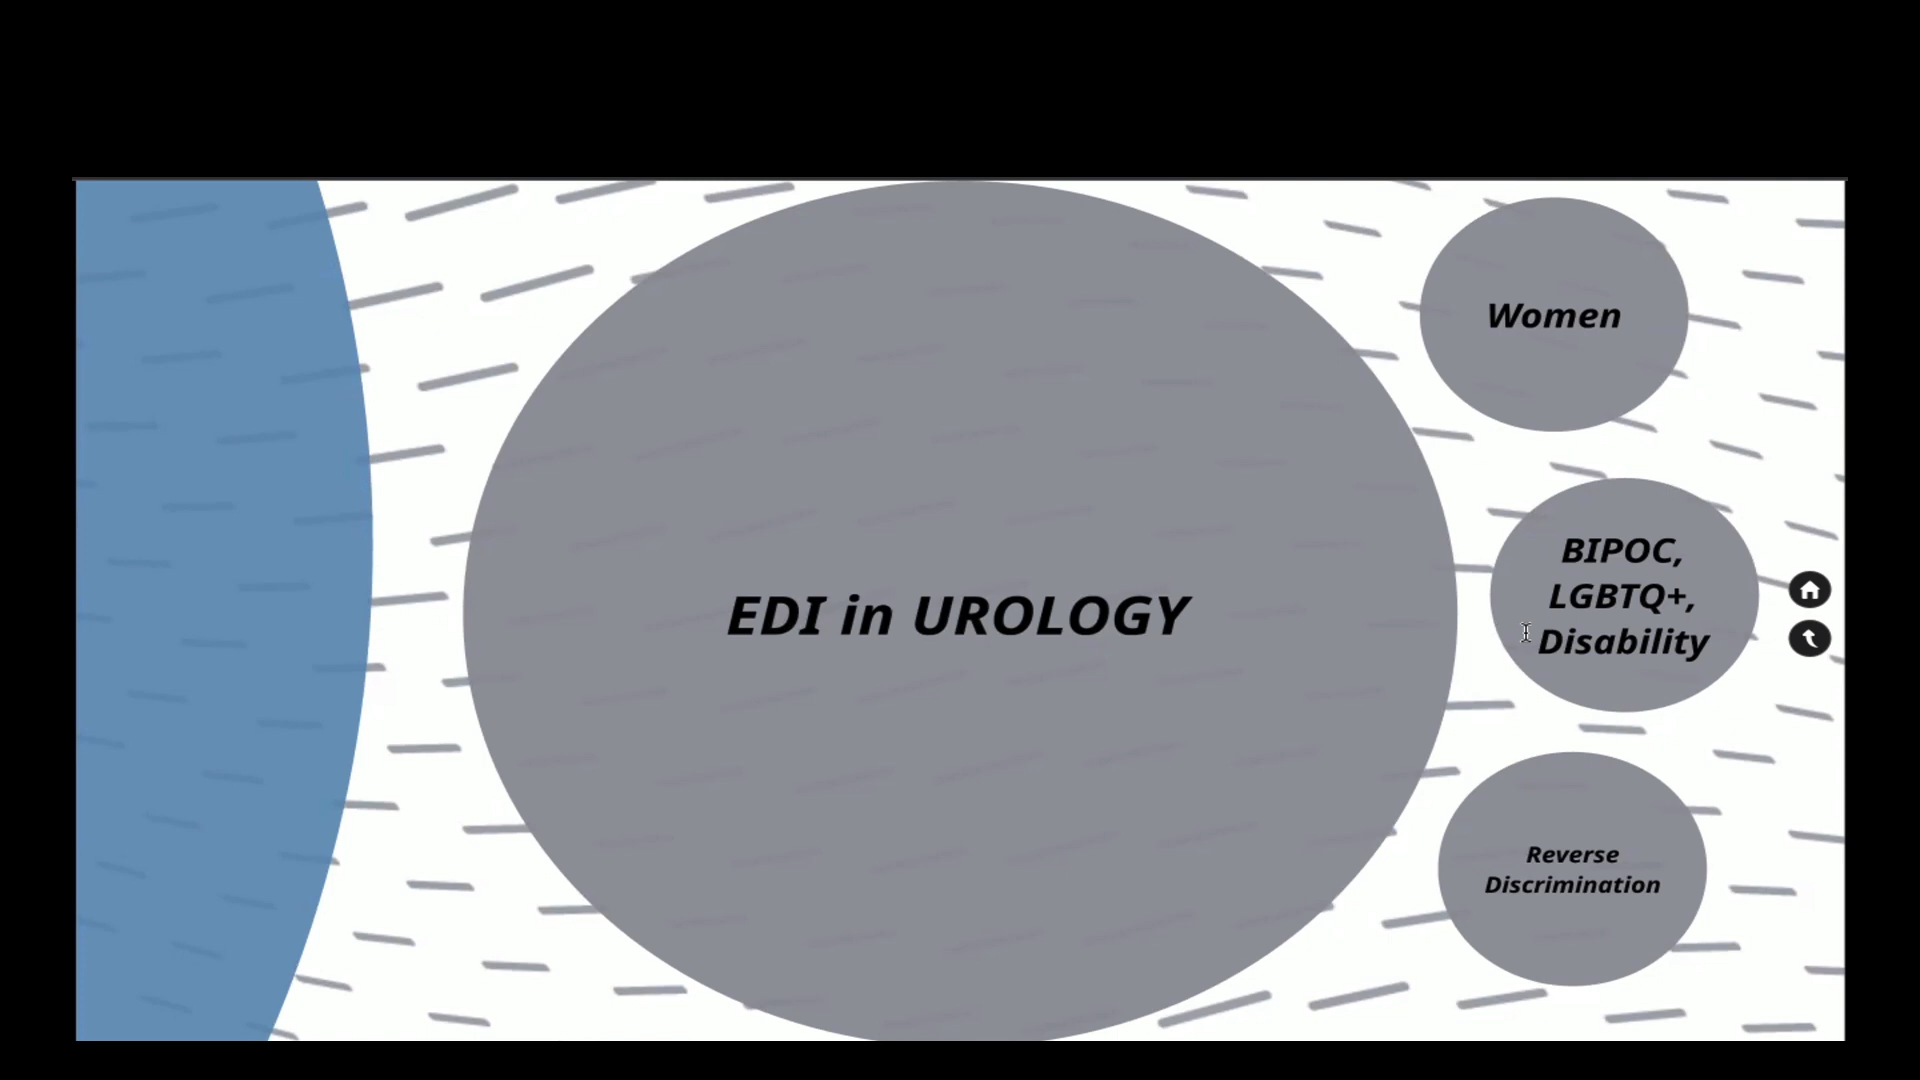 EDI in UROLOGY
Women
BIPOC,
LGBTQ+,
Disability
Reverse
Discrimination